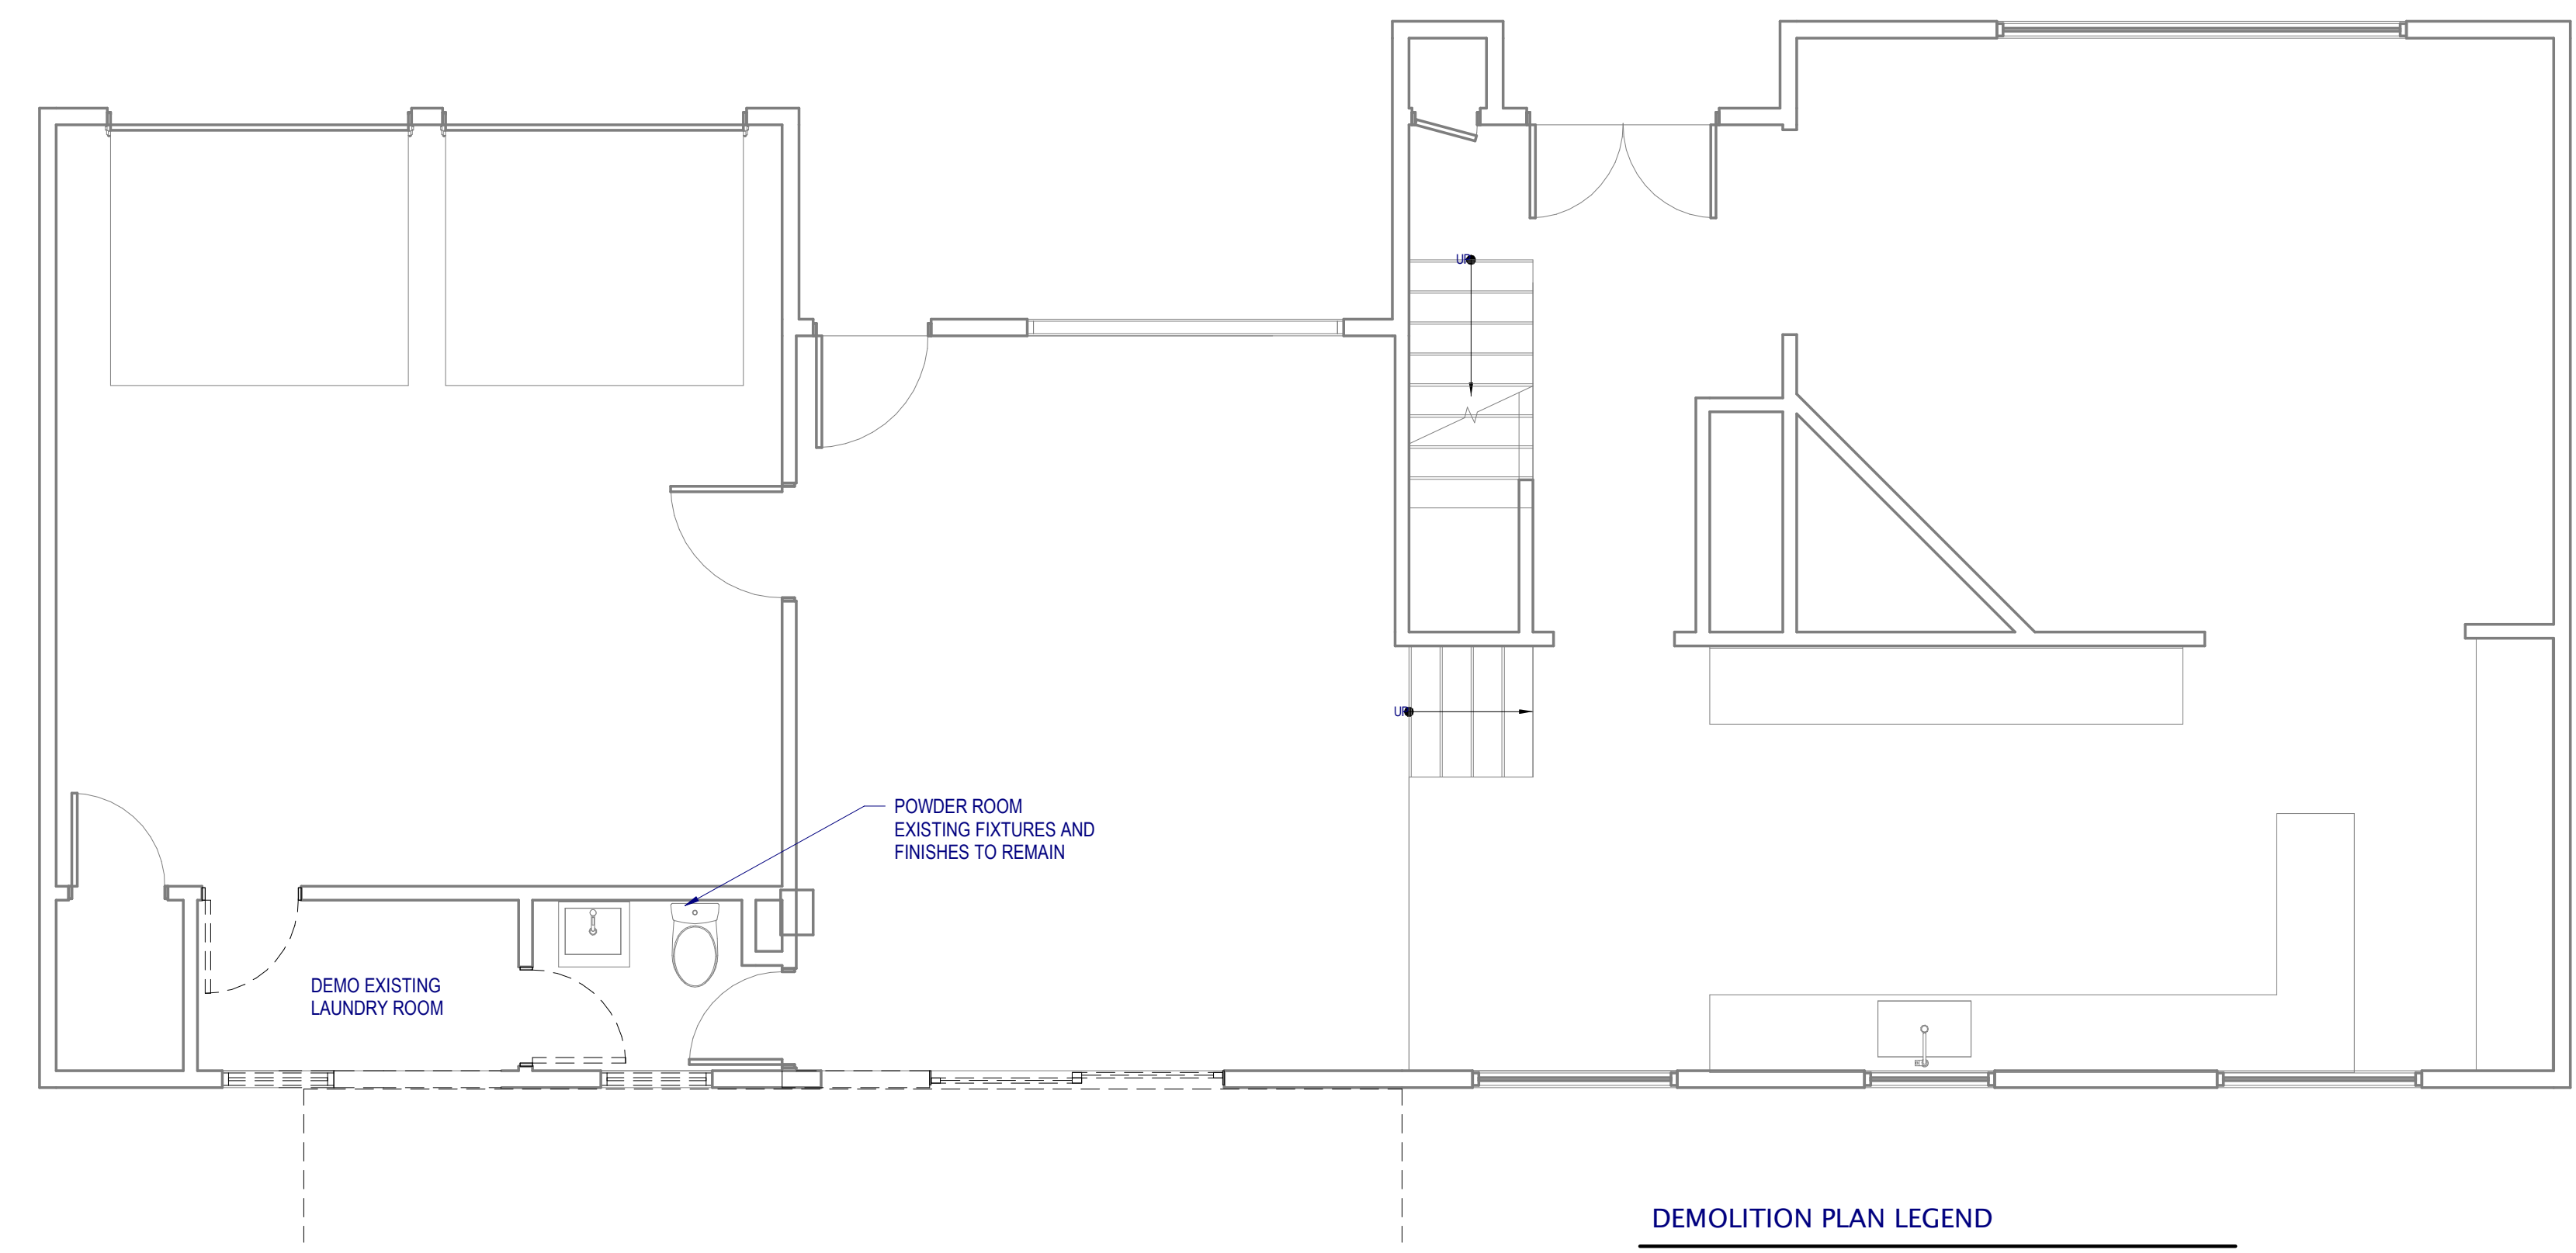 UP
UP
POWDER ROOM
EXISTING FIXTURES AND
FINISHES TO REMAIN
DEMO EXISTING
LAUNDRY ROOM
DEMOLITION PLAN LEGEND